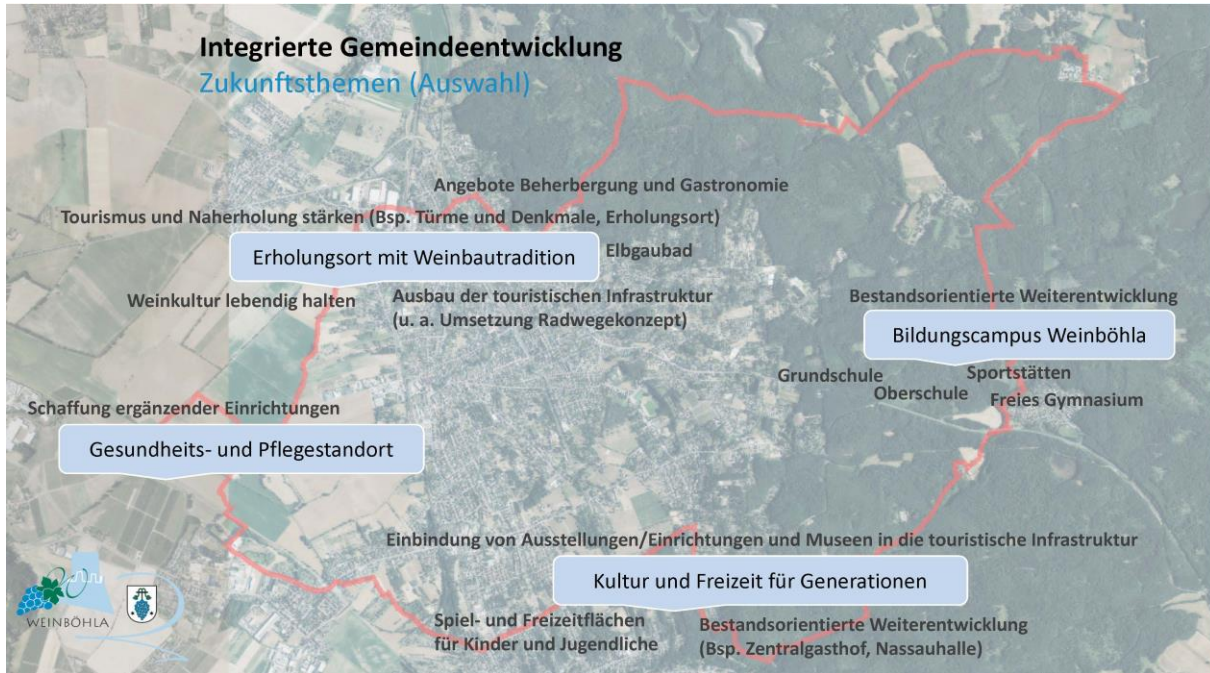 Integrierte Gemeindeentwicklung
Zukunftsthemen (Auswahl)
Angebote Beherbergung und Gastronomie
Tourismus und Naherholung stärken (Bsp. Türme und Denkmale, Erholungsort)
Erholungsort mit Weinbautradition
Elbgaubad
Weinkultur lebendig halten
Ausbau der touristischen Infrastruktur
(u. a. Umsetzung Radwegekonzept)
Bestandsorientierte Weiterentwicklung
Bildungscampus Weinböhla
Grundschule
Sportstätten
Oberschule
Freies Gymnasium
Schaffung ergänzender Einrichtungen
Gesundheits- und Pflegestandort
Einbindung von Ausstellungen/Einrichtungen und Museen in die touristische Infrastruktur
Kultur und Freizeit für Generationen
Spiel- und Freizeitflächen
für Kinder und Jugendliche
Bestandsorientierte Weiterentwicklung
(Bsp. Zentralgasthof, Nassauhalle)
WEINBÖHLA